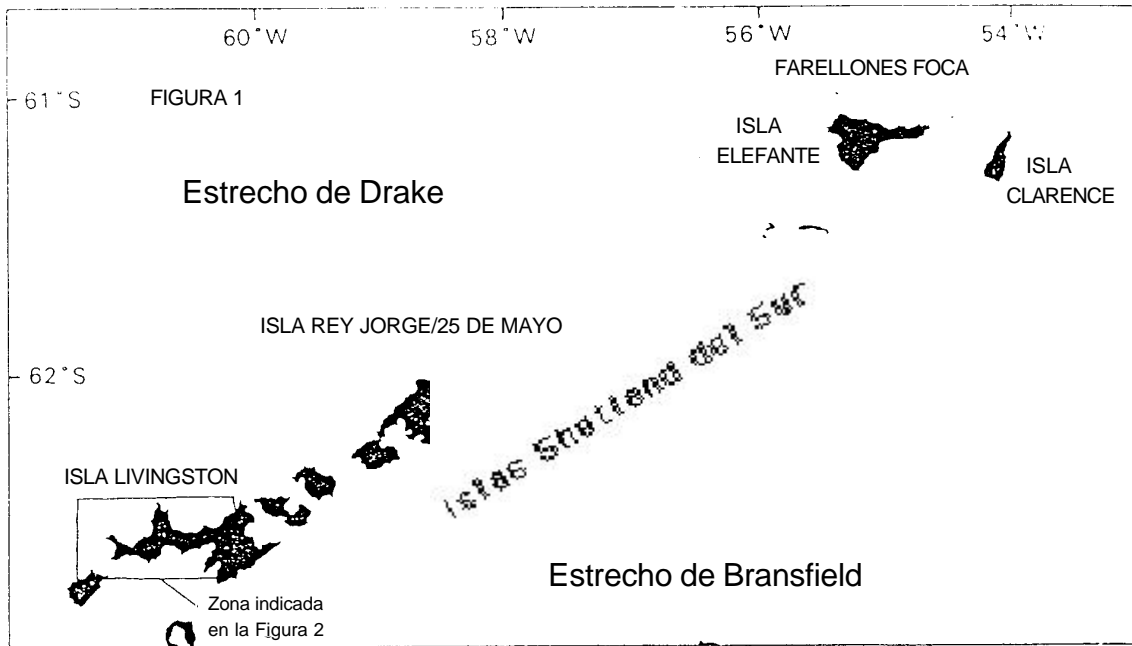 60°W 58°W 56°W 54°W
FARELLONES FOCA
61°S
FIGURA 1
ISLA
ELEFANTE
ISLA
CLARENCE
Estrecho de Drake
ISLA REY JORGE/25 DE MAYO
Islas Shetland del Sur
62°S
ISLA LIVINGSTON
Estrecho de Bransfield
Zona indicada
en la Figura 2